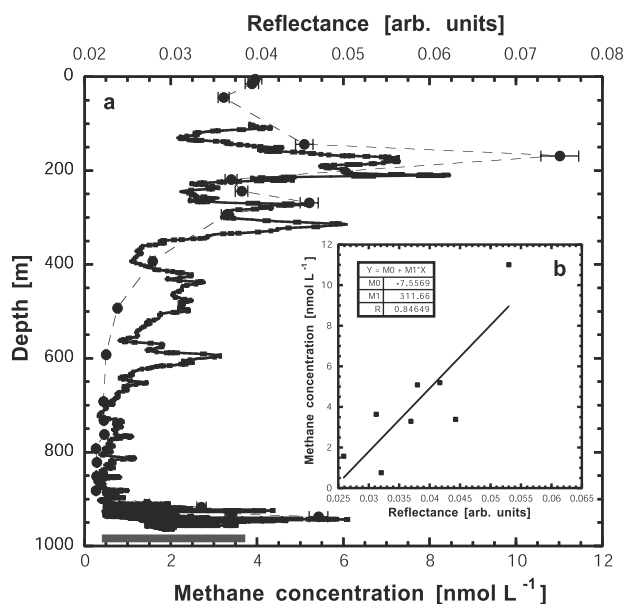 Reflectance [arb. units]
0.02 0.03 0.04 0.05 0.06 0.07 0.08
a
0
200
400
600
800
1000
Depth [m]
0 2 4 6 8 10 12
Methane concentration [nmol L -1]
b
Y = M0 + M1*X
M0 -7.5569
M1 311.66
R 0.84649
12
10
8
6
4
2
0
Methane concentration [nmol L -1]
0.025 0.03 0.035 0.04 0.045 0.05 0.055 0.06 0.065
Reflectance [arb. units]